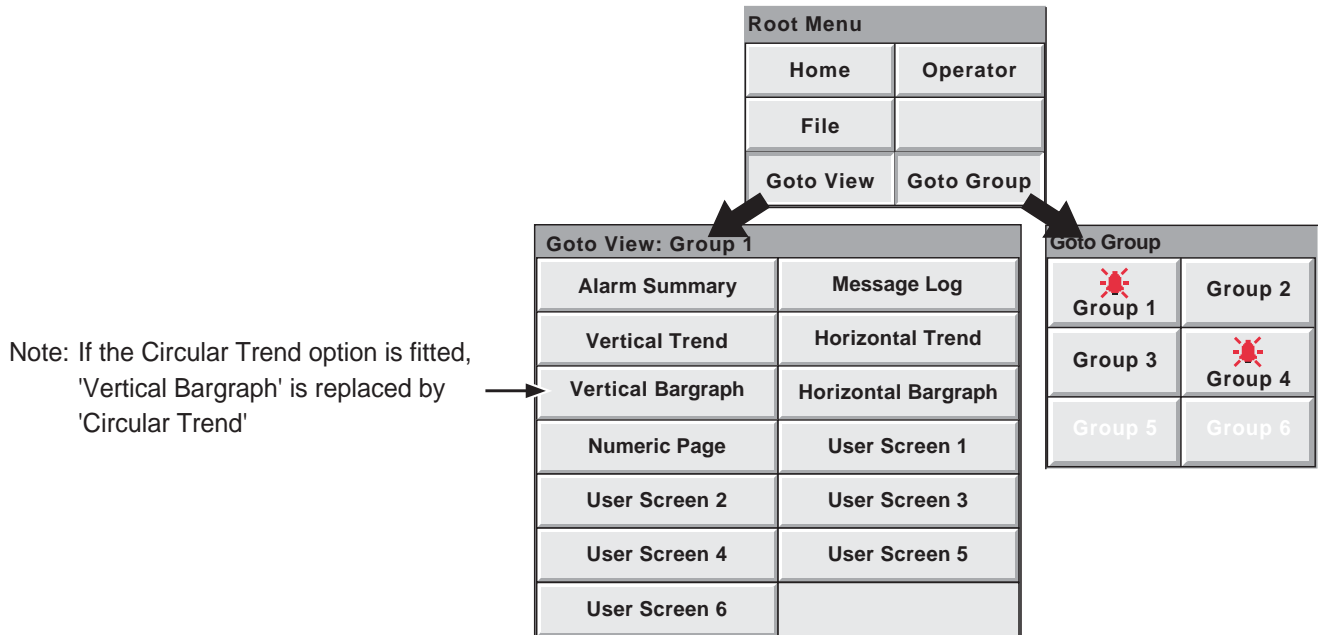 Root Menu
Home
Operator
File
Goto View
Goto Group
Goto View: Group 1
Alarm Summary
Message Log
Vertical Trend
Horizontal Trend
Vertical Bargraph
Horizontal Bargraph
Numeric Page
User Screen 1
User Screen 2
User Screen 3
User Screen 4
User Screen 5
User Screen 6
Goto Group
Group 1
Group 2
Group 3
Group 4
Group 5
Group 6
Note: If the Circular Trend option is fitted,
'Vertical Bargraph' is replaced by
'Circular Trend'